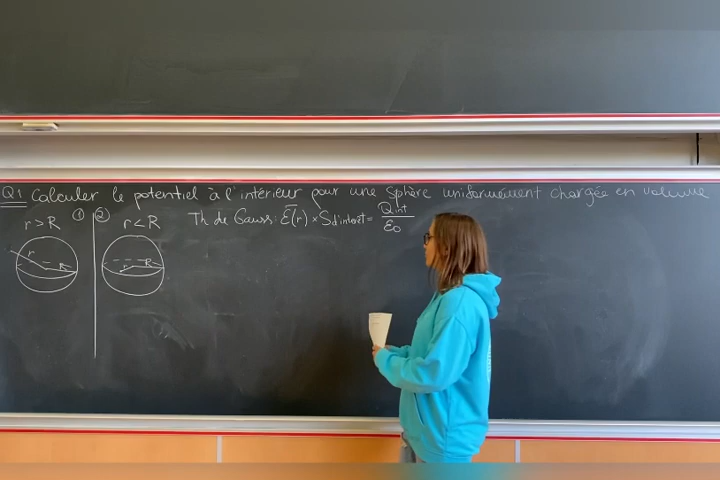 Q1 Calculer le potentiel à l'intérieur pour une Sphère uniformément chargée en volume
r>R ① ② r<R
Th de Gauss: E(r) × Sd'interet = Qint / ε0
r R
r R